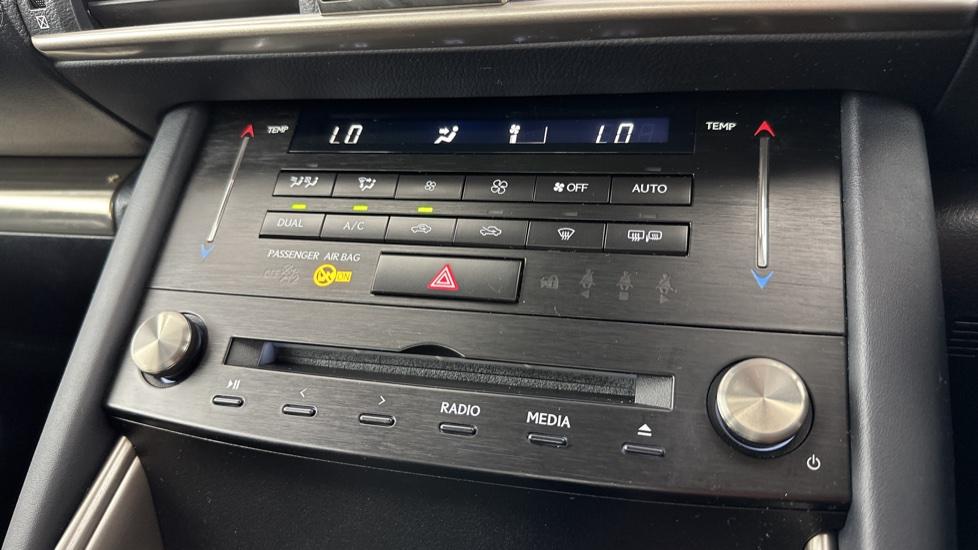 TEMP LO LO TEMP
OFF AUTO
DUAL A/C
PASSENGER AIR BAG
OFF ON
RADIO MEDIA